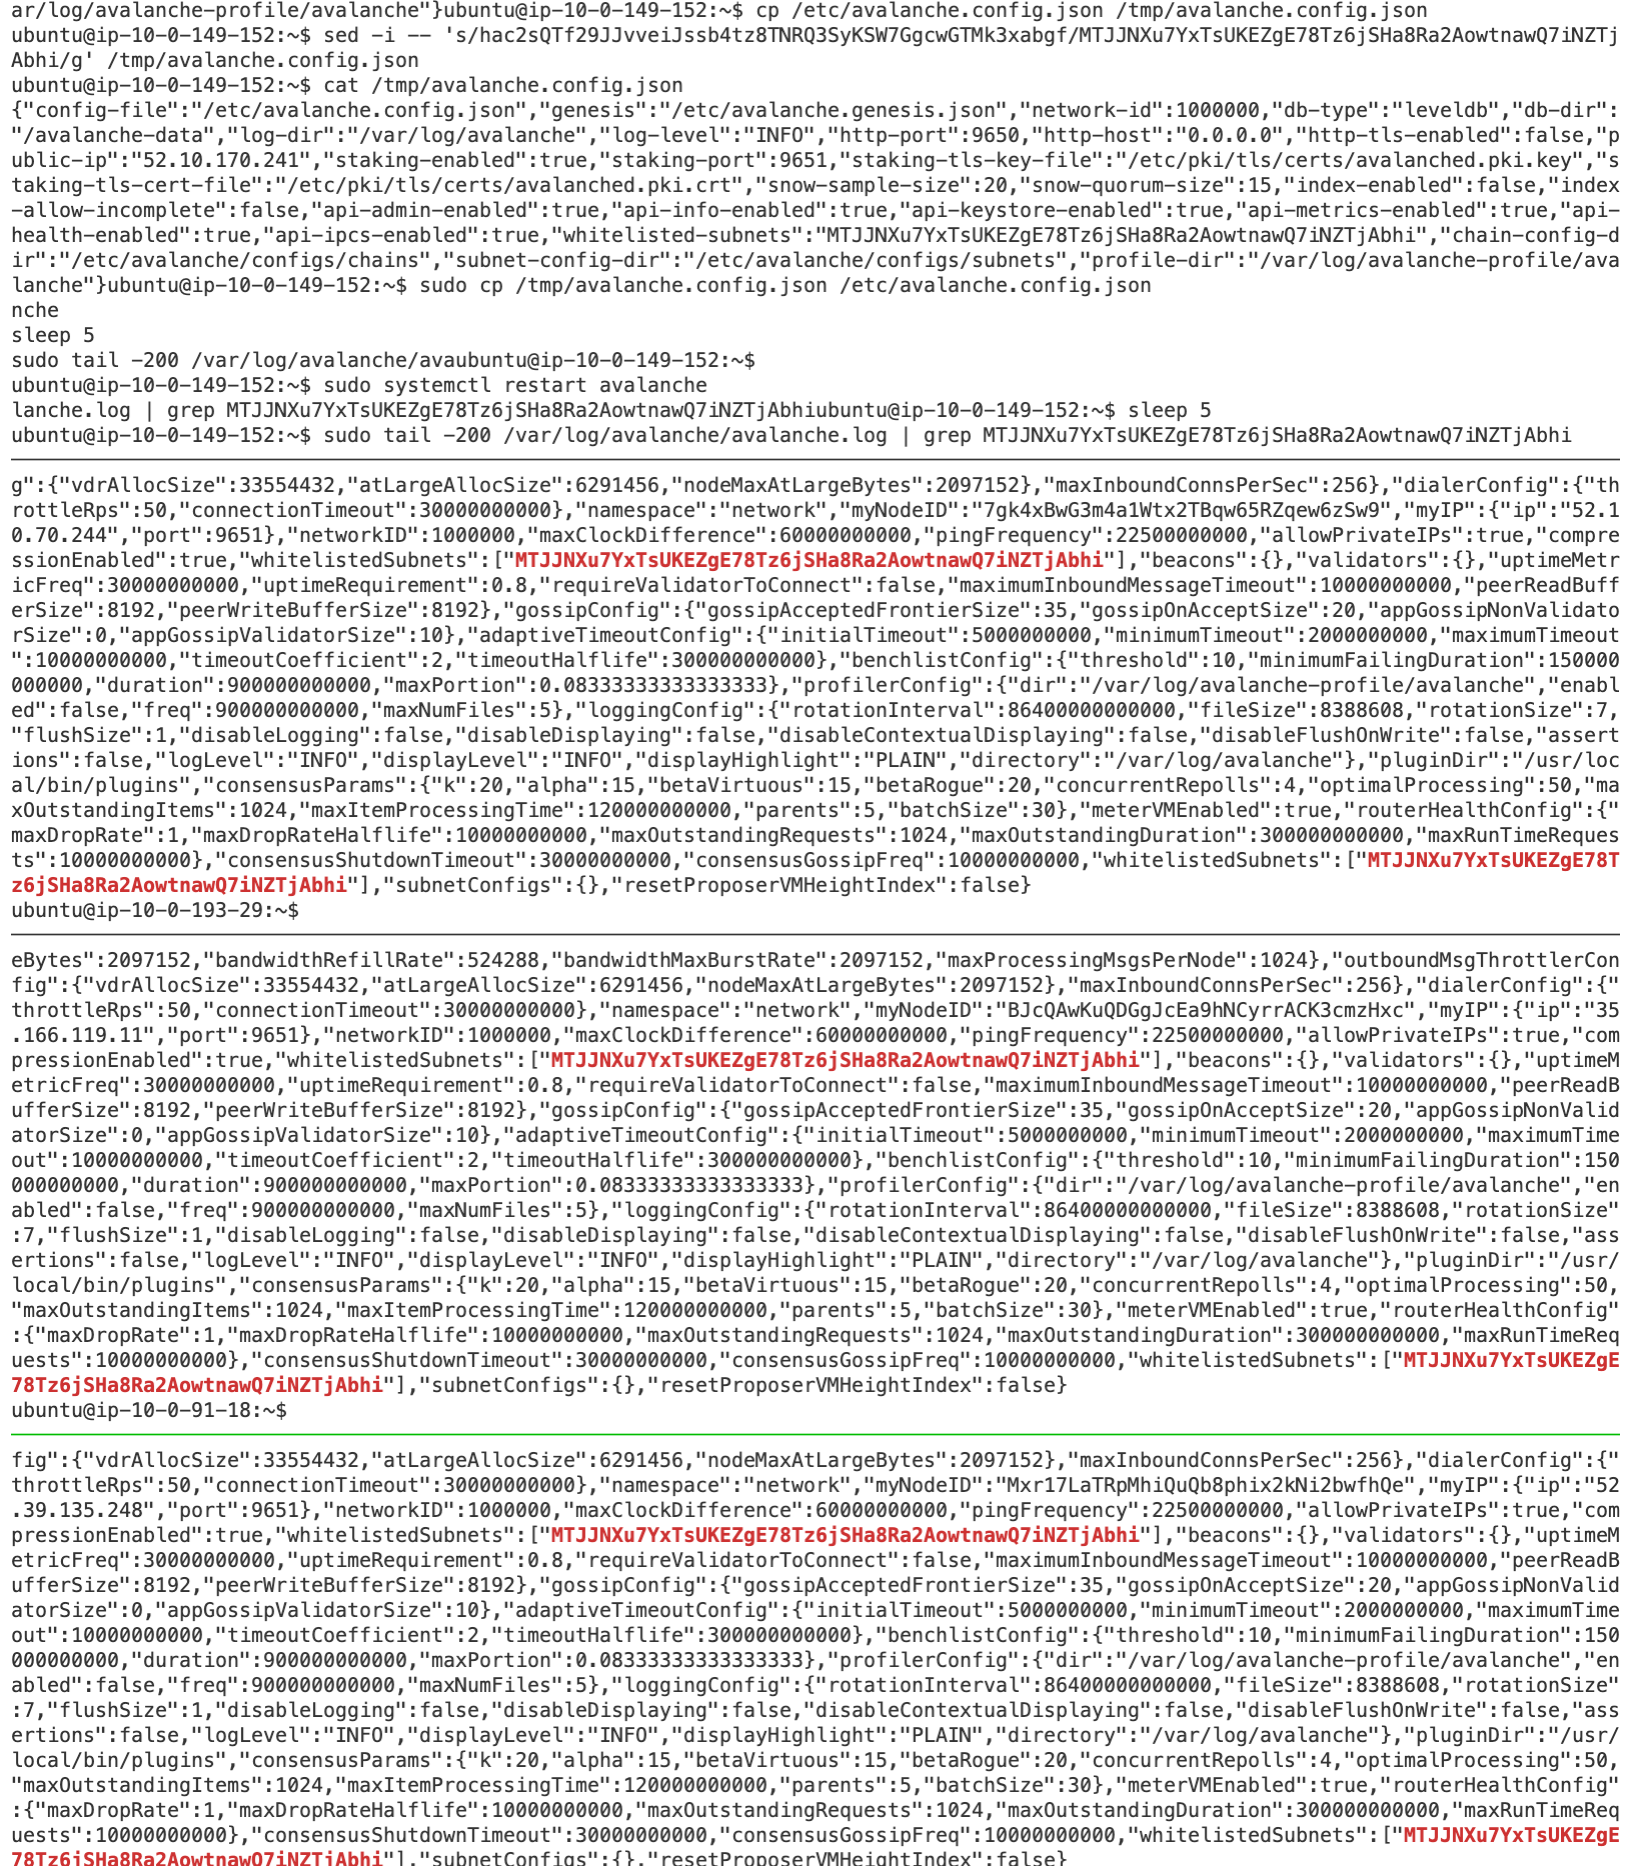 ar/log/avalanche-profile/avalanche"}ubuntu@ip-10-0-149-152:~$ cp /etc/avalanche.config.json /tmp/avalanche.config.json
ubuntu@ip-10-0-149-152:~$ sed -i -- 's/hac2sQTf29JJvveiJssb4tz8TNRQ3SyKSW7GgcwGTMk3xabgf/MTJJNXu7YxTsUKEZgE78Tz6jSHa8Ra2AowtnawQ7iNZTj
Abhi/g' /tmp/avalanche.config.json
ubuntu@ip-10-0-149-152:~$ cat /tmp/avalanche.config.json
{"config-file":"/etc/avalanche.config.json","genesis":"/etc/avalanche.genesis.json","network-id":1000000,"db-type":"leveldb","db-dir":
"/avalanche-data","log-dir":"/var/log/avalanche","log-level":"INFO","http-port":9650,"http-host":"0.0.0.0","http-tls-enabled":false,"p
ublic-ip":"52.10.170.241","staking-enabled":true,"staking-port":9651,"staking-tls-key-file":"/etc/pki/tls/certs/avalanched.pki.key","s
taking-tls-cert-file":"/etc/pki/tls/certs/avalanched.pki.crt","snow-sample-size":20,"snow-quorum-size":15,"index-enabled":false,"index
-allow-incomplete":false,"api-admin-enabled":true,"api-info-enabled":true,"api-keystore-enabled":true,"api-metrics-enabled":true,"api-
health-enabled":true,"api-ipcs-enabled":true,"whitelisted-subnets":"MTJJNXu7YxTsUKEZgE78Tz6jSHa8Ra2AowtnawQ7iNZTjAbhi","chain-config-d
ir":"/etc/avalanche/configs/chains","subnet-config-dir":"/etc/avalanche/configs/subnets","profile-dir":"/var/log/avalanche-profile/ava
lanche"}ubuntu@ip-10-0-149-152:~$ sudo cp /tmp/avalanche.config.json /etc/avalanche.config.json
nche
sleep 5
sudo tail -200 /var/log/avalanche/avaubuntu@ip-10-0-149-152:~$
ubuntu@ip-10-0-149-152:~$ sudo systemctl restart avalanche
lanche.log | grep MTJJNXu7YxTsUKEZgE78Tz6jSHa8Ra2AowtnawQ7iNZTjAbhiubuntu@ip-10-0-149-152:~$ sleep 5
ubuntu@ip-10-0-149-152:~$ sudo tail -200 /var/log/avalanche/avalanche.log | grep MTJJNXu7YxTsUKEZgE78Tz6jSHa8Ra2AowtnawQ7iNZTjAbhi
g":{"vdrAllocSize":33554432,"atLargeAllocSize":6291456,"nodeMaxAtLargeBytes":2097152},"maxInboundConnsPerSec":256},"dialerConfig":{"th
rottleRps":50,"connectionTimeout":30000000000},"namespace":"network","myNodeID":"7gk4xBwG3m4a1Wtx2TBqw65RZqew6zSw9","myIP":{"ip":"52.1
0.70.244","port":9651},"networkID":1000000,"maxClockDifference":60000000000,"pingFrequency":22500000000,"allowPrivateIPs":true,"compre
ssionEnabled":true,"whitelistedSubnets":["MTJJNXu7YxTsUKEZgE78Tz6jSHa8Ra2AowtnawQ7iNZTjAbhi"],"beacons":{},"validators":{},"uptimeMetr
icFreq":30000000000,"uptimeRequirement":0.8,"requireValidatorToConnect":false,"maximumInboundMessageTimeout":10000000000,"peerReadBuff
erSize":8192,"peerWriteBufferSize":8192},"gossipConfig":{"gossipAcceptedFrontierSize":35,"gossipOnAcceptSize":20,"appGossipNonValidato
rSize":0,"appGossipValidatorSize":10},"adaptiveTimeoutConfig":{"initialTimeout":5000000000,"minimumTimeout":2000000000,"maximumTimeout
":10000000000,"timeoutCoefficient":2,"timeoutHalflife":300000000000},"benchlistConfig":{"threshold":10,"minimumFailingDuration":150000
000000,"duration":900000000000,"maxPortion":0.08333333333333333},"profilerConfig":{"dir":"/var/log/avalanche-profile/avalanche","enabl
ed":false,"freq":900000000000,"maxNumFiles":5},"loggingConfig":{"rotationInterval":86400000000000,"fileSize":8388608,"rotationSize":7,
"flushSize":1,"disableLogging":false,"disableDisplaying":false,"disableContextualDisplaying":false,"disableFlushOnWrite":false,"assert
ions":false,"logLevel":"INFO","displayLevel":"INFO","displayHighlight":"PLAIN","directory":"/var/log/avalanche"},"pluginDir":"/usr/loc
al/bin/plugins","consensusParams":{"k":20,"alpha":15,"betaVirtuous":15,"betaRogue":20,"concurrentRepolls":4,"optimalProcessing":50,"ma
xOutstandingItems":1024,"maxItemProcessingTime":120000000000,"parents":5,"batchSize":30},"meterVMEnabled":true,"routerHealthConfig":{"
maxDropRate":1,"maxDropRateHalflife":10000000000,"maxOutstandingRequests":1024,"maxOutstandingDuration":300000000000,"maxRunTimeReques
ts":10000000000},"consensusShutdownTimeout":30000000000,"consensusGossipFreq":10000000000,"whitelistedSubnets":["MTJJNXu7YxTsUKEZgE78T
z6jSHa8Ra2AowtnawQ7iNZTjAbhi"],"subnetConfigs":{},"resetProposerVMHeightIndex":false}
ubuntu@ip-10-0-193-29:~$
eBytes":2097152,"bandwidthRefillRate":524288,"bandwidthMaxBurstRate":2097152,"maxProcessingMsgsPerNode":1024},"outboundMsgThrottlerCon
fig":{"vdrAllocSize":33554432,"atLargeAllocSize":6291456,"nodeMaxAtLargeBytes":2097152},"maxInboundConnsPerSec":256},"dialerConfig":{"
throttleRps":50,"connectionTimeout":30000000000},"namespace":"network","myNodeID":"BJcQAwKuQDGgJcEa9hNCyrrACK3cmzHxc","myIP":{"ip":"35
.166.119.11","port":9651},"networkID":1000000,"maxClockDifference":60000000000,"pingFrequency":22500000000,"allowPrivateIPs":true,"com
pressionEnabled":true,"whitelistedSubnets":["MTJJNXu7YxTsUKEZgE78Tz6jSHa8Ra2AowtnawQ7iNZTjAbhi"],"beacons":{},"validators":{},"uptimeM
etricFreq":30000000000,"uptimeRequirement":0.8,"requireValidatorToConnect":false,"maximumInboundMessageTimeout":10000000000,"peerReadB
ufferSize":8192,"peerWriteBufferSize":8192},"gossipConfig":{"gossipAcceptedFrontierSize":35,"gossipOnAcceptSize":20,"appGossipNonValid
atorSize":0,"appGossipValidatorSize":10},"adaptiveTimeoutConfig":{"initialTimeout":5000000000,"minimumTimeout":2000000000,"maximumTime
out":10000000000,"timeoutCoefficient":2,"timeoutHalflife":300000000000},"benchlistConfig":{"threshold":10,"minimumFailingDuration":150
000000000,"duration":900000000000,"maxPortion":0.08333333333333333},"profilerConfig":{"dir":"/var/log/avalanche-profile/avalanche","en
abled":false,"freq":900000000000,"maxNumFiles":5},"loggingConfig":{"rotationInterval":86400000000000,"fileSize":8388608,"rotationSize"
:7,"flushSize":1,"disableLogging":false,"disableDisplaying":false,"disableContextualDisplaying":false,"disableFlushOnWrite":false,"ass
ertions":false,"logLevel":"INFO","displayLevel":"INFO","displayHighlight":"PLAIN","directory":"/var/log/avalanche"},"pluginDir":"/usr/
local/bin/plugins","consensusParams":{"k":20,"alpha":15,"betaVirtuous":15,"betaRogue":20,"concurrentRepolls":4,"optimalProcessing":50,
"maxOutstandingItems":1024,"maxItemProcessingTime":120000000000,"parents":5,"batchSize":30},"meterVMEnabled":true,"routerHealthConfig"
:{"maxDropRate":1,"maxDropRateHalflife":10000000000,"maxOutstandingRequests":1024,"maxOutstandingDuration":300000000000,"maxRunTimeReq
uests":10000000000},"consensusShutdownTimeout":30000000000,"consensusGossipFreq":10000000000,"whitelistedSubnets":["MTJJNXu7YxTsUKEZgE
78Tz6jSHa8Ra2AowtnawQ7iNZTjAbhi"],"subnetConfigs":{},"resetProposerVMHeightIndex":false}
ubuntu@ip-10-0-91-18:~$
fig":{"vdrAllocSize":33554432,"atLargeAllocSize":6291456,"nodeMaxAtLargeBytes":2097152},"maxInboundConnsPerSec":256},"dialerConfig":{"
throttleRps":50,"connectionTimeout":30000000000},"namespace":"network","myNodeID":"Mxr17LaTRpMhiQuQb8phix2kNi2bwfhQe","myIP":{"ip":"52
.39.135.248","port":9651},"networkID":1000000,"maxClockDifference":60000000000,"pingFrequency":22500000000,"allowPrivateIPs":true,"com
pressionEnabled":true,"whitelistedSubnets":["MTJJNXu7YxTsUKEZgE78Tz6jSHa8Ra2AowtnawQ7iNZTjAbhi"],"beacons":{},"validators":{},"uptimeM
etricFreq":30000000000,"uptimeRequirement":0.8,"requireValidatorToConnect":false,"maximumInboundMessageTimeout":10000000000,"peerReadB
ufferSize":8192,"peerWriteBufferSize":8192},"gossipConfig":{"gossipAcceptedFrontierSize":35,"gossipOnAcceptSize":20,"appGossipNonValid
atorSize":0,"appGossipValidatorSize":10},"adaptiveTimeoutConfig":{"initialTimeout":5000000000,"minimumTimeout":2000000000,"maximumTime
out":10000000000,"timeoutCoefficient":2,"timeoutHalflife":300000000000},"benchlistConfig":{"threshold":10,"minimumFailingDuration":150
000000000,"duration":900000000000,"maxPortion":0.08333333333333333},"profilerConfig":{"dir":"/var/log/avalanche-profile/avalanche","en
abled":false,"freq":900000000000,"maxNumFiles":5},"loggingConfig":{"rotationInterval":86400000000000,"fileSize":8388608,"rotationSize"
:7,"flushSize":1,"disableLogging":false,"disableDisplaying":false,"disableContextualDisplaying":false,"disableFlushOnWrite":false,"ass
ertions":false,"logLevel":"INFO","displayLevel":"INFO","displayHighlight":"PLAIN","directory":"/var/log/avalanche"},"pluginDir":"/usr/
local/bin/plugins","consensusParams":{"k":20,"alpha":15,"betaVirtuous":15,"betaRogue":20,"concurrentRepolls":4,"optimalProcessing":50,
"maxOutstandingItems":1024,"maxItemProcessingTime":120000000000,"parents":5,"batchSize":30},"meterVMEnabled":true,"routerHealthConfig"
:{"maxDropRate":1,"maxDropRateHalflife":10000000000,"maxOutstandingRequests":1024,"maxOutstandingDuration":300000000000,"maxRunTimeReq
uests":10000000000},"consensusShutdownTimeout":30000000000,"consensusGossipFreq":10000000000,"whitelistedSubnets":["MTJJNXu7YxTsUKEZgE
78Tz6jSHa8Ra2AowtnawQ7iNZTjAbhi"],"subnetConfigs":{},"resetProposerVMHeightIndex":false}